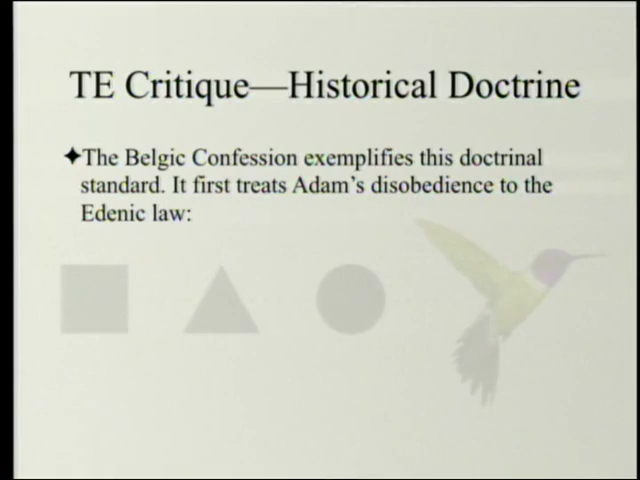 TE Critique—Historical Doctrine
✦The Belgic Confession exemplifies this doctrinal
standard. It first treats Adam’s disobedience to the
Edenic law: